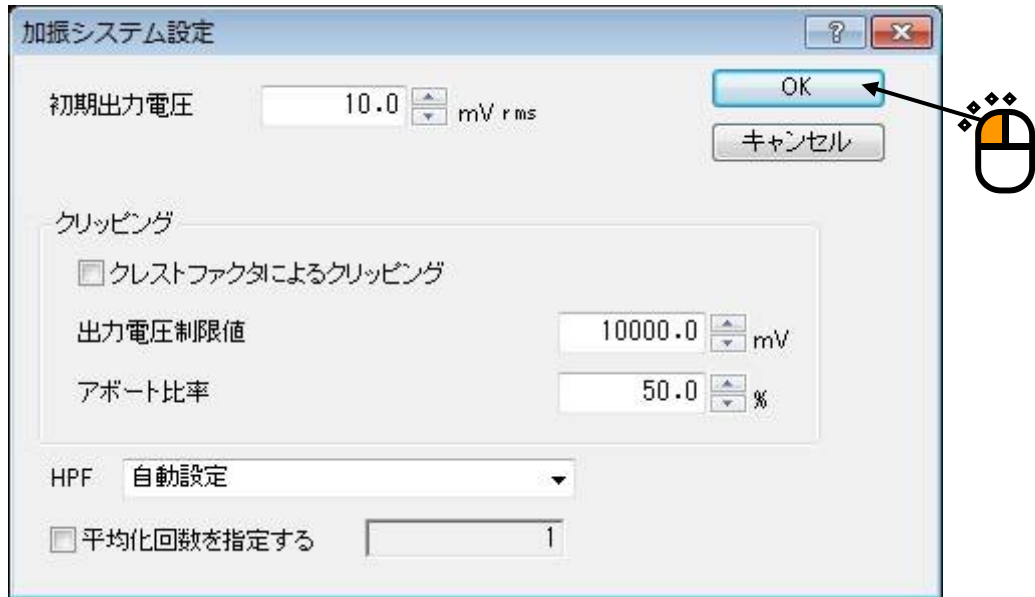 加振システム設定
初期出力電圧 10.0 mV rms
OK
キャンセル
クリッピング
クレストファクタによるクリッピング
出力電圧制限値 10000.0 mV
アボート比率 50.0 %
HPF 自動設定
平均化回数を指定する 1